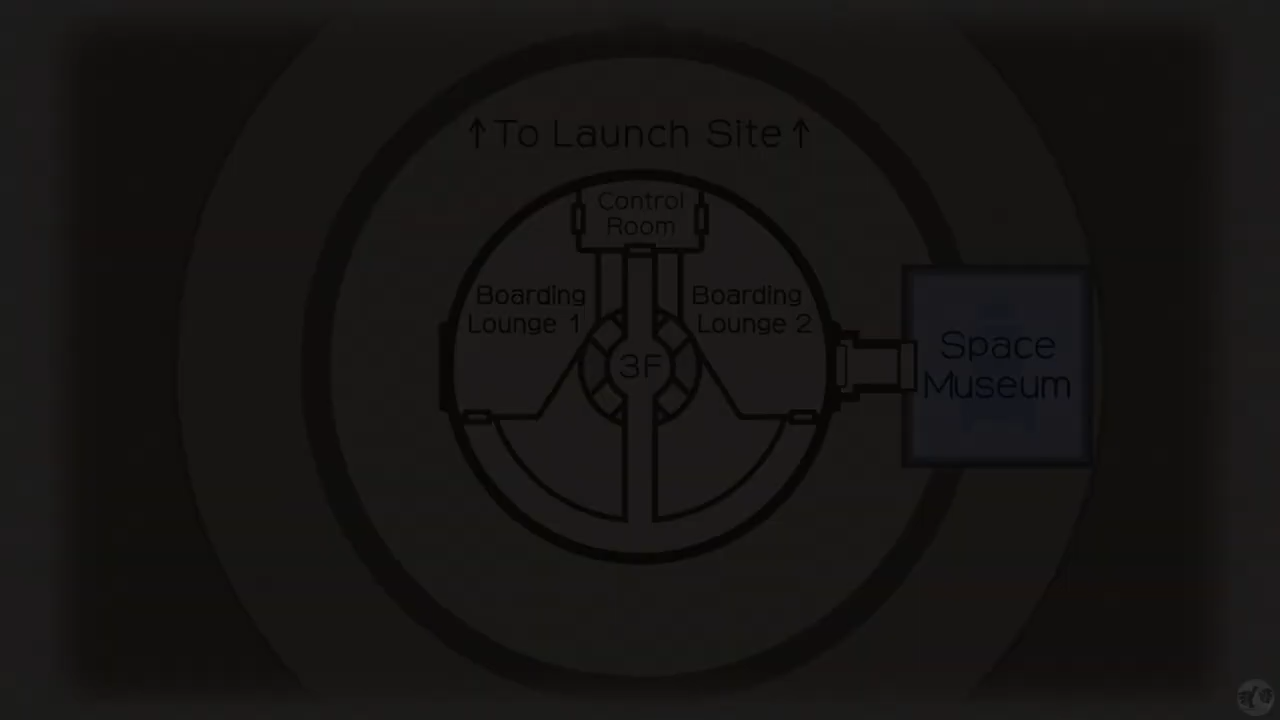 ↑To Launch Site↑
Control
Room
Boarding
Lounge 1
Boarding
Lounge 2
3F
Space
Museum